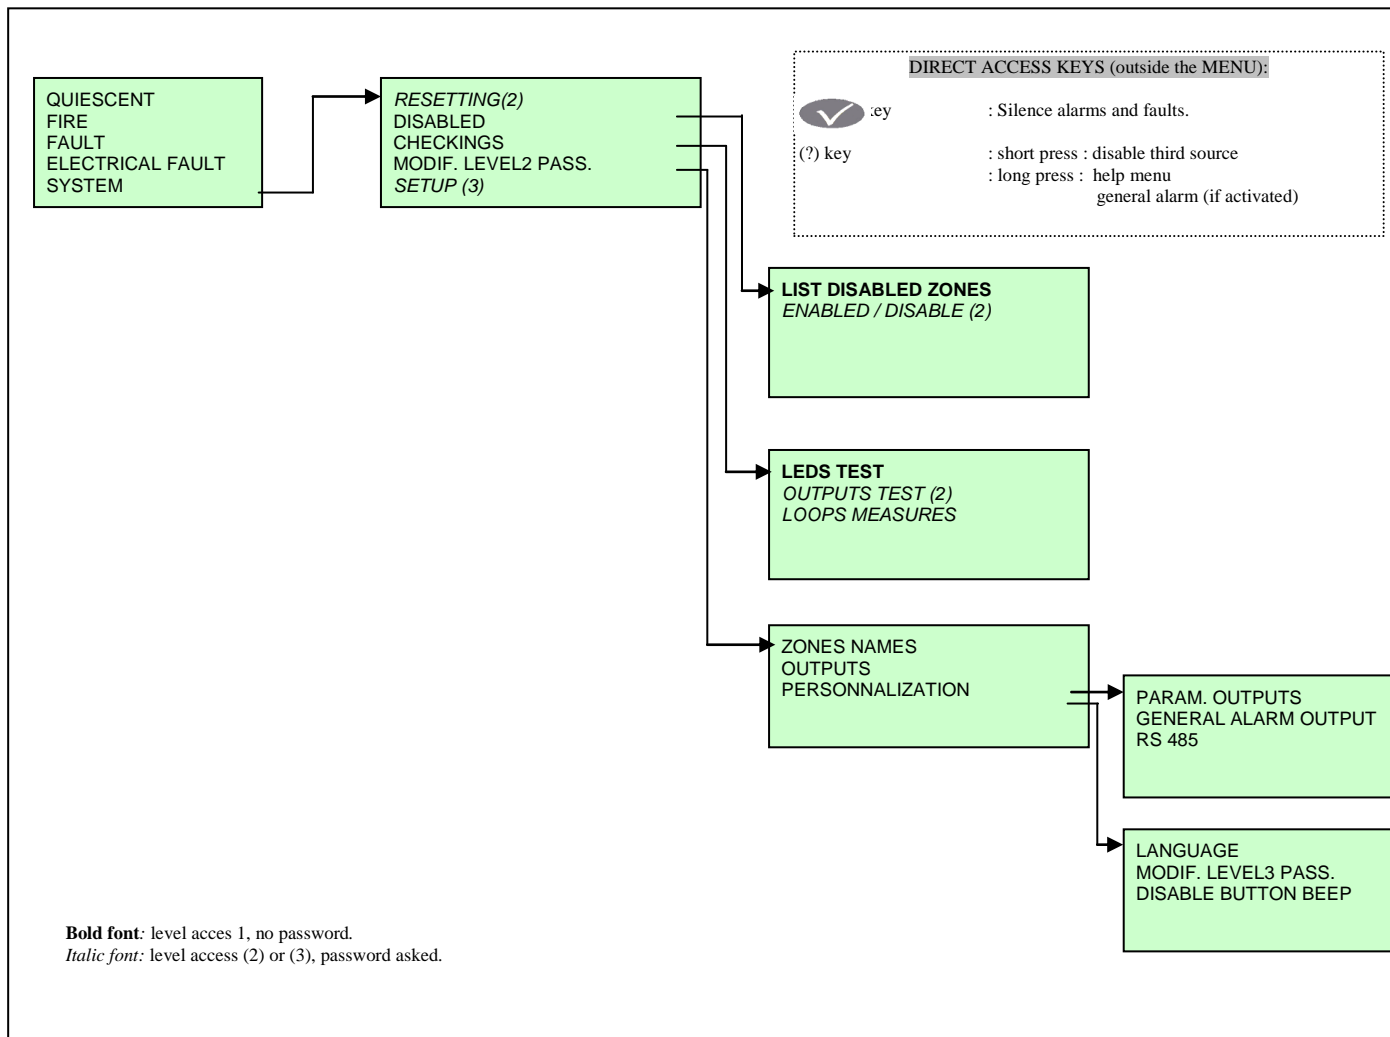 QUIESCENT
FIRE
FAULT
ELECTRICAL FAULT
SYSTEM
RESETTING(2)
DISABLED
CHECKINGS
MODIF. LEVEL2 PASS.
SETUP (3)
DIRECT ACCESS KEYS (outside the MENU):
ey : Silence alarms and faults.
(?) key : short press : disable third source
: long press : help menu
general alarm (if activated)
LIST DISABLED ZONES
ENABLED / DISABLE (2)
LEDS TEST
OUTPUTS TEST (2)
LOOPS MEASURES
ZONES NAMES
OUTPUTS
PERSONNALIZATION
PARAM. OUTPUTS
GENERAL ALARM OUTPUT
RS 485
LANGUAGE
MODIF. LEVEL3 PASS.
DISABLE BUTTON BEEP
Bold font: level acces 1, no password.
Italic font: level access (2) or (3), password asked.